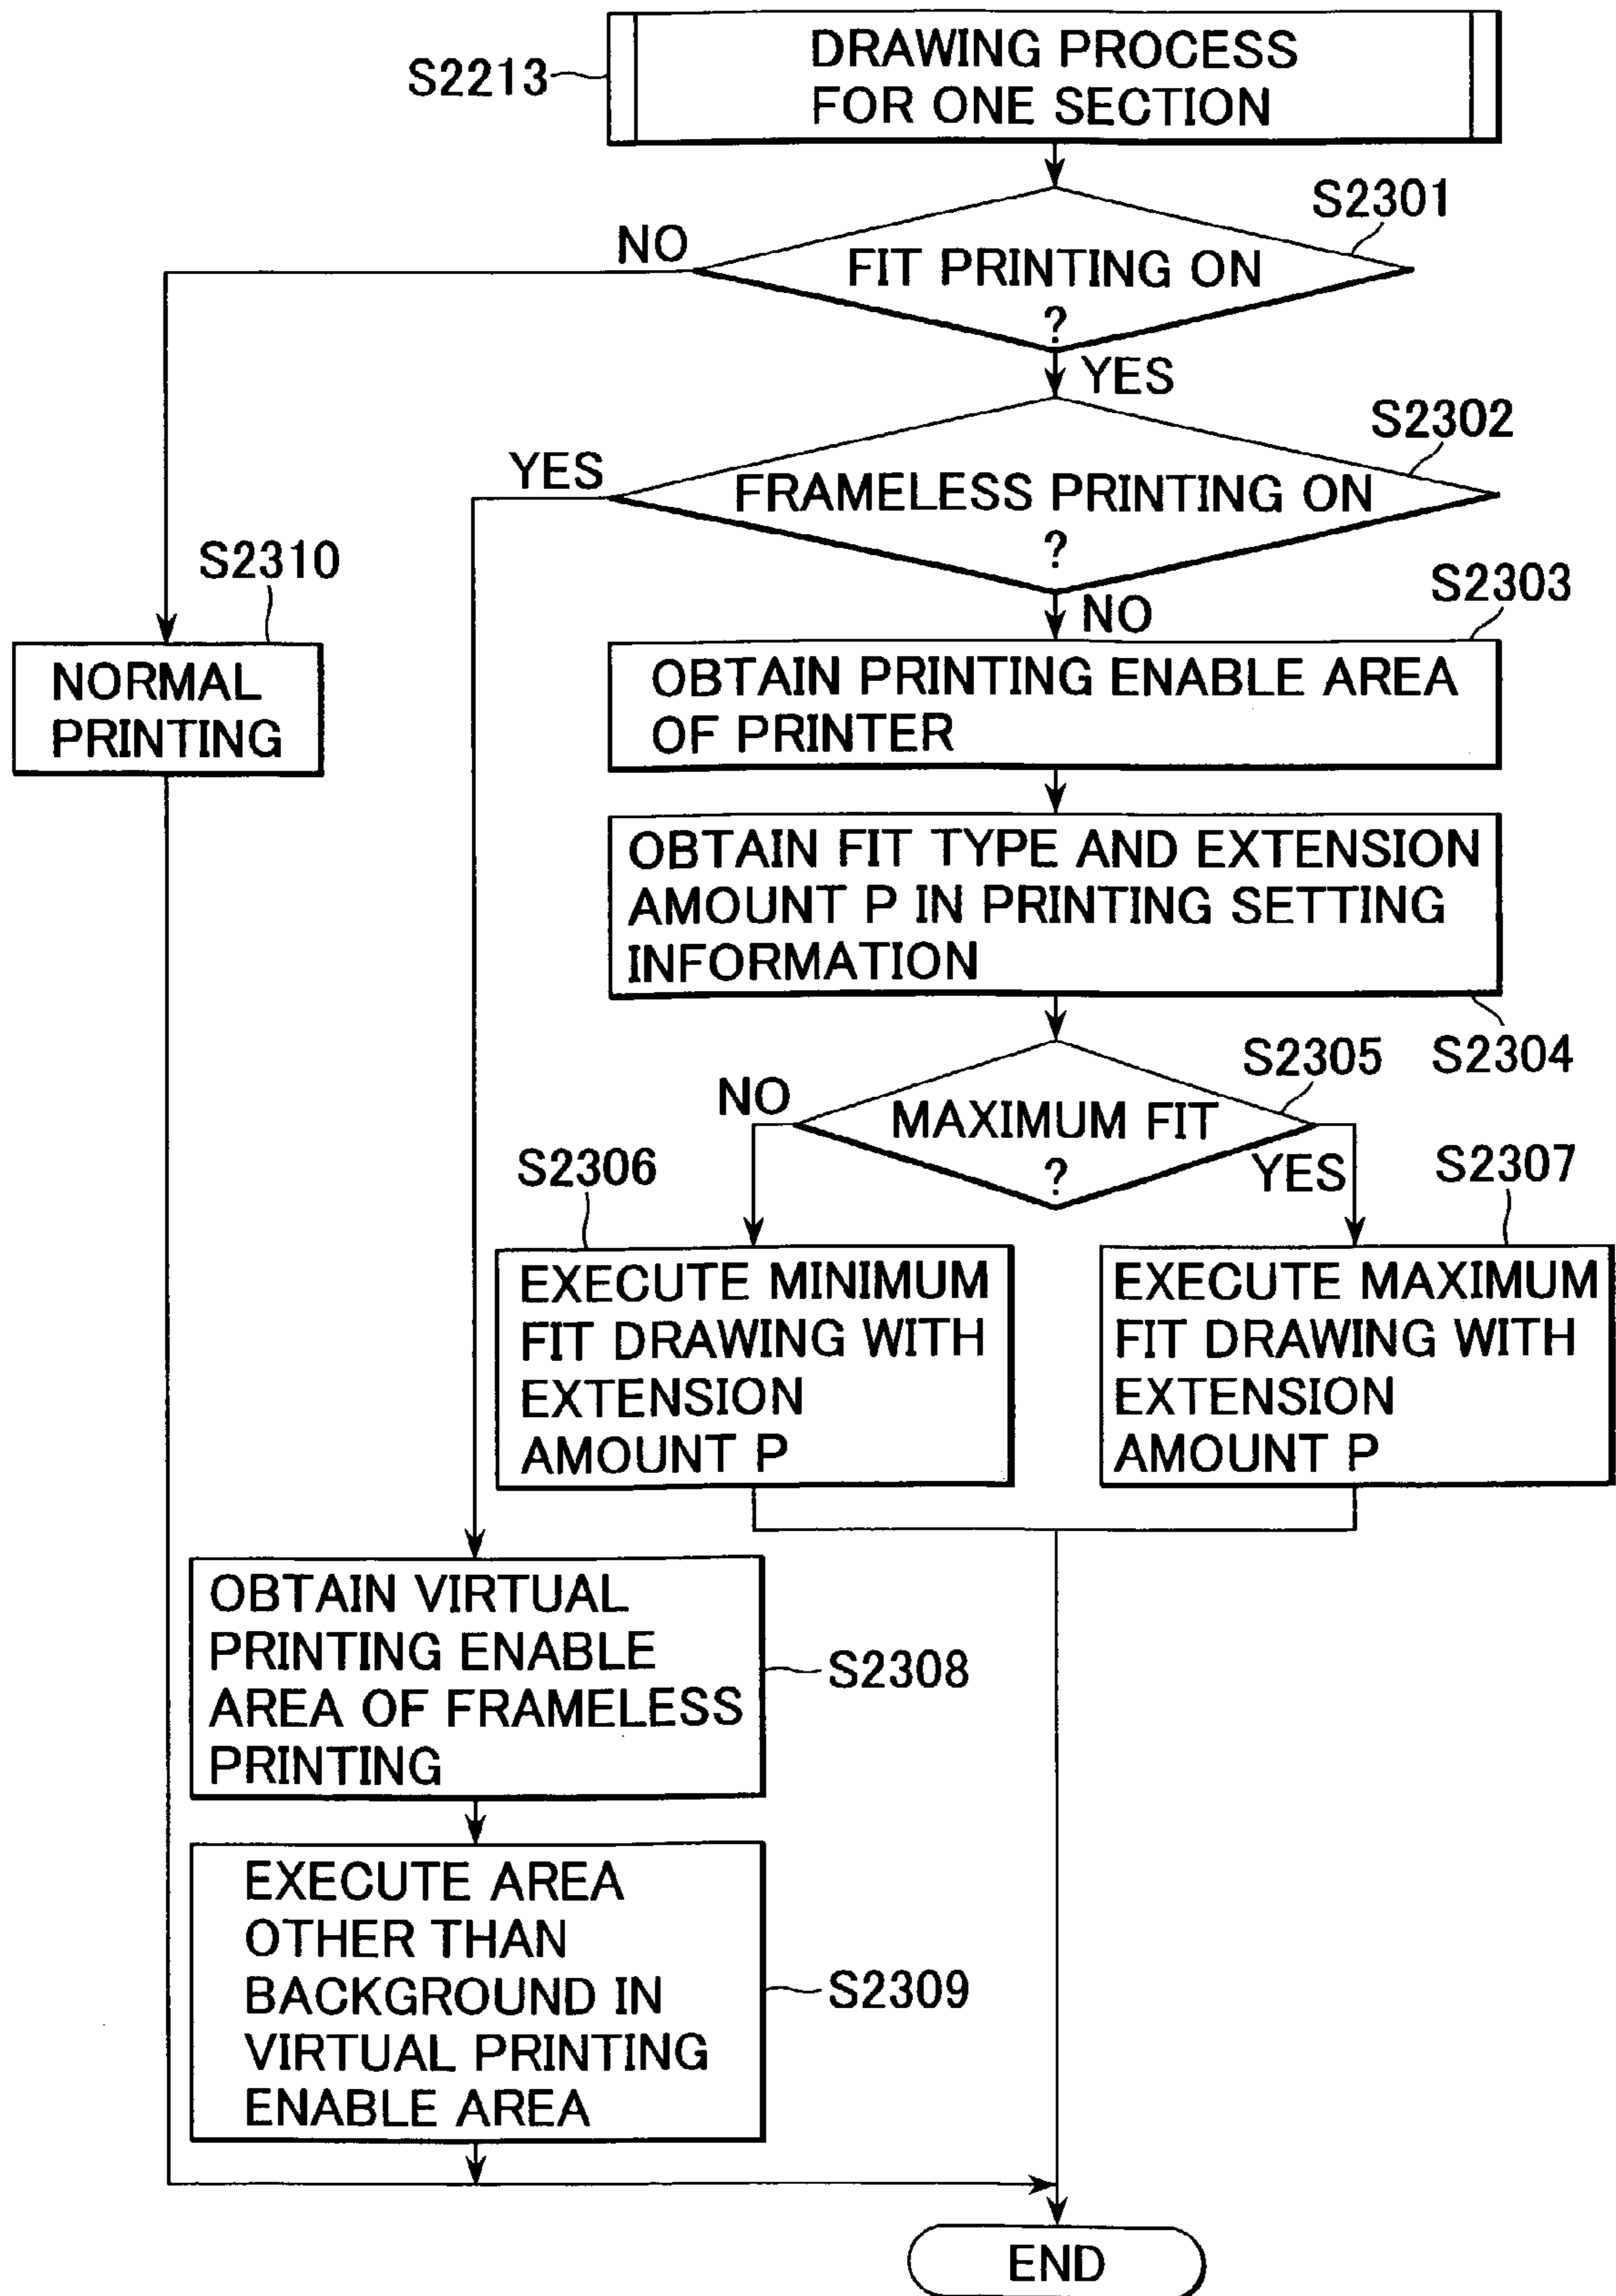 S2213
DRAWING PROCESS
FOR ONE SECTION
S2301
NO
FIT PRINTING ON
?
YES
S2302
YES
FRAMELESS PRINTING ON
?
NO
S2310
NORMAL
PRINTING
S2303
OBTAIN PRINTING ENABLE AREA
OF PRINTER
OBTAIN FIT TYPE AND EXTENSION
AMOUNT P IN PRINTING SETTING
INFORMATION
S2304
S2305
NO
MAXIMUM FIT
?
YES
S2306
EXECUTE MINIMUM
FIT DRAWING WITH
EXTENSION
AMOUNT P
S2307
EXECUTE MAXIMUM
FIT DRAWING WITH
EXTENSION
AMOUNT P
OBTAIN VIRTUAL
PRINTING ENABLE
AREA OF FRAMELESS
PRINTING
S2308
EXECUTE AREA
OTHER THAN
BACKGROUND IN
VIRTUAL PRINTING
ENABLE AREA
S2309
END